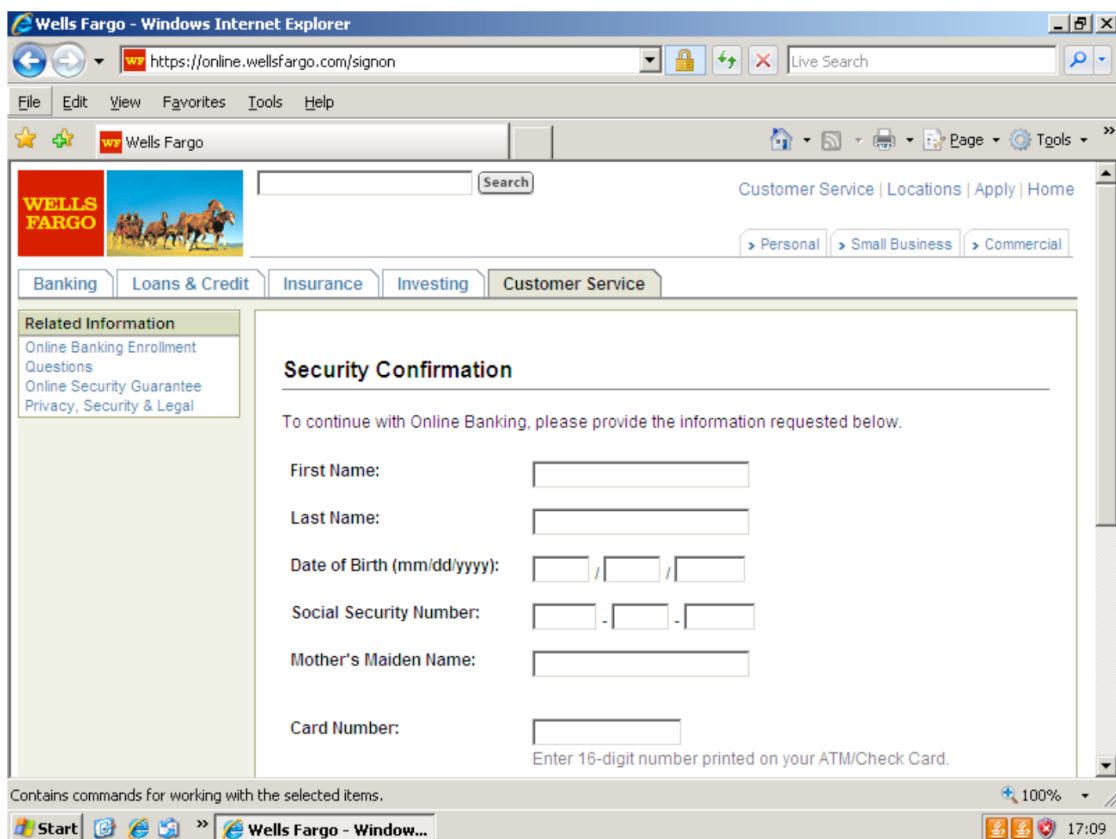 Wells Fargo - Windows Internet Explorer
WF https://online.wellsfargo.com/signon
Live Search
File Edit View Favorites Tools Help
WF Wells Fargo
Page Tools »
WELLS
FARGO
Search
Customer Service | Locations | Apply | Home
Personal Small Business Commercial
Banking Loans & Credit Insurance Investing Customer Service
Related Information
Online Banking Enrollment
Questions
Online Security Guarantee
Privacy, Security & Legal
Security Confirmation
To continue with Online Banking, please provide the information requested below.
First Name:
Last Name:
Date of Birth (mm/dd/yyyy): / /
Social Security Number: - -
Mother's Maiden Name:
Card Number:
Enter 16-digit number printed on your ATM/Check Card.
Contains commands for working with the selected items.
100%
Start » Wells Fargo - Window...
17:09